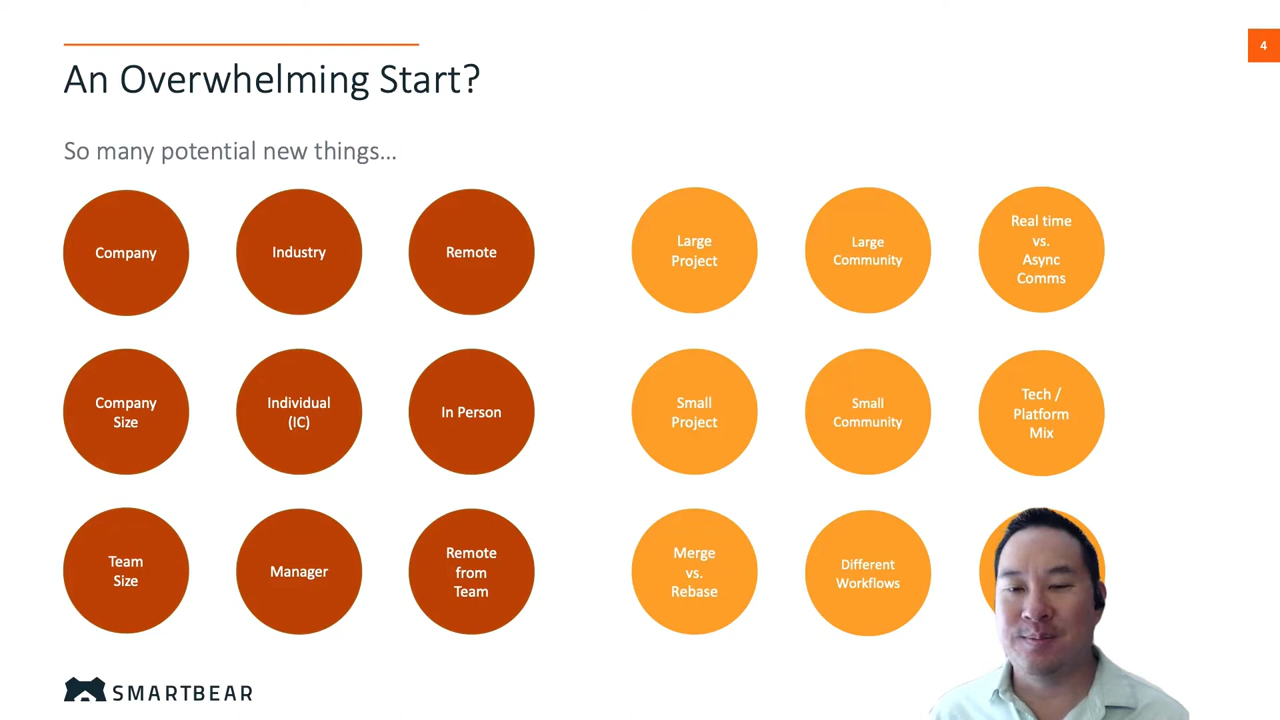 4
An Overwhelming Start?
So many potential new things...
Company
Industry
Remote
Large
Project
Large
Community
Real time
vs.
Async
Comms
Company
Size
Individual
(IC)
In Person
Small
Project
Small
Community
Tech /
Platform
Mix
Team
Size
Manager
Remote
from
Team
Merge
vs.
Rebase
Different
Workflows
SMARTBEAR